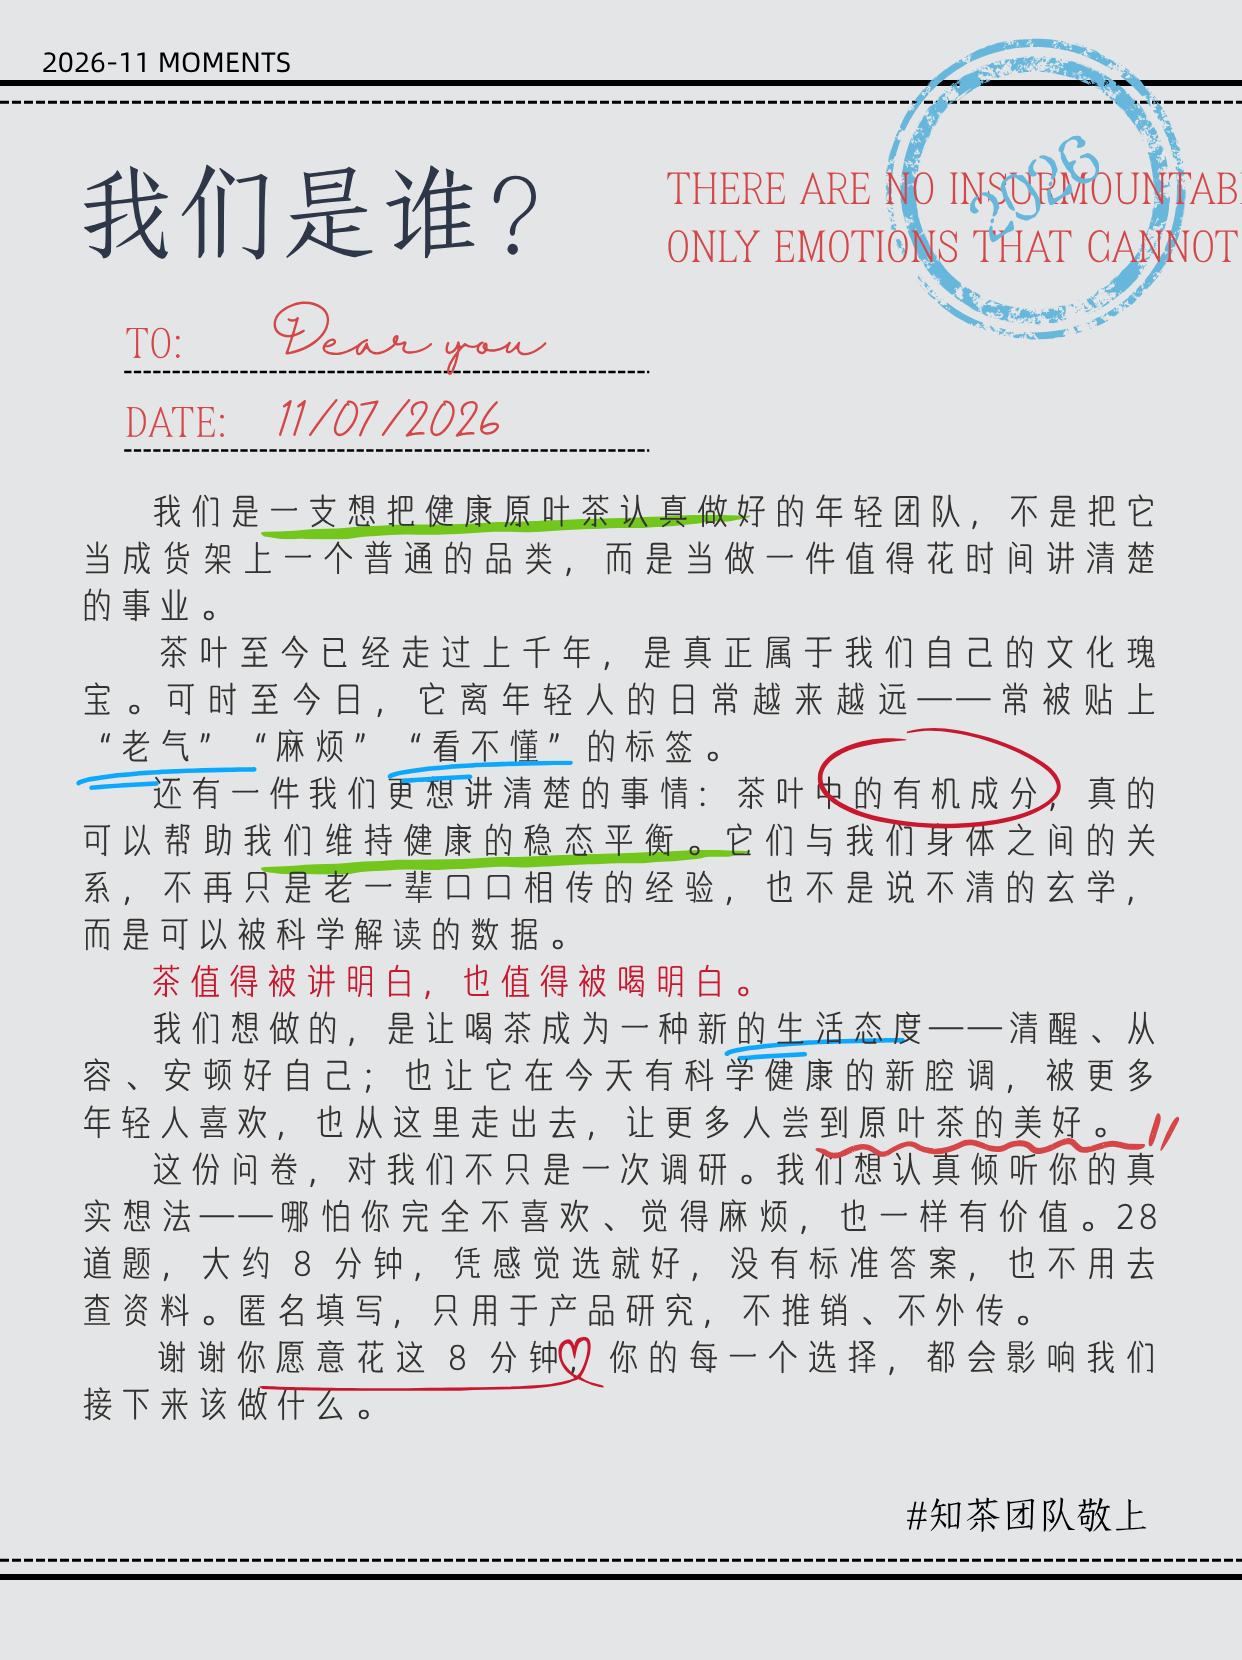 2026-11 MOMENTS
我们是谁？
THERE ARE NO INSURMOUNTAB
ONLY EMOTIONS THAT CANNOT
2026
TO: Dear you
DATE: 11/07/2026
我们是一支想把健康原叶茶认真做好的年轻团队，不是把它
当成货架上一个普通的品类，而是当做一件值得花时间讲清楚
的事业。
茶叶至今已经走过上千年，是真正属于我们自己的文化瑰
宝。可时至今日，它离年轻人的日常越来越远——常被贴上
“老气”“麻烦”“看不懂”的标签。
还有一件我们更想讲清楚的事情：茶叶中的有机成分，真的
可以帮助我们维持健康的稳态平衡。它们与我们身体之间的关
系，不再只是老一辈口口相传的经验，也不是说不清的玄学，
而是可以被科学解读的数据。
茶值得被讲明白，也值得被喝明白。
我们想做的，是让喝茶成为一种新的生活态度——清醒、从
容、安顿好自己；也让它在今天有科学健康的新腔调，被更多
年轻人喜欢，也从这里走出去，让更多人尝到原叶茶的美好。
这份问卷，对我们不只是一次调研。我们想认真倾听你的真
实想法——哪怕你完全不喜欢、觉得麻烦，也一样有价值。28
道题，大约 8 分钟，凭感觉选就好，没有标准答案，也不用去
查资料。匿名填写，只用于产品研究，不推销、不外传。
谢谢你愿意花这 8 分钟，你的每一个选择，都会影响我们
接下来该做什么。
#知茶团队敬上